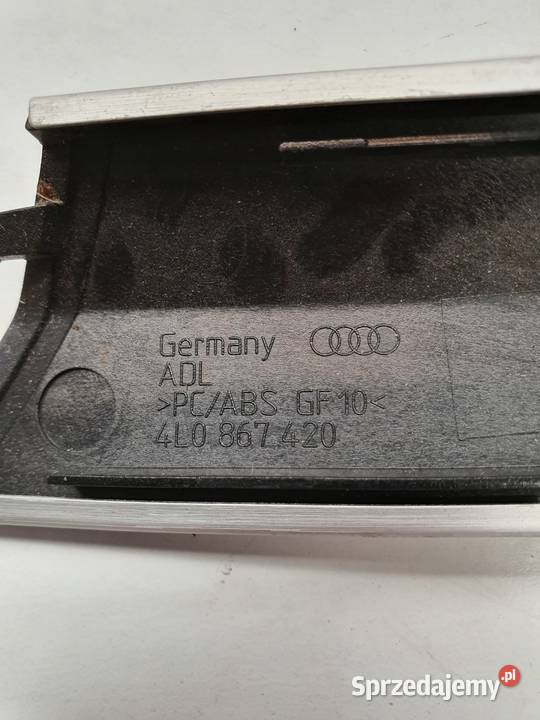 Germany
ADL
>PC/ABS GF10<
4L0 867 420
Sprzedajemy.pl